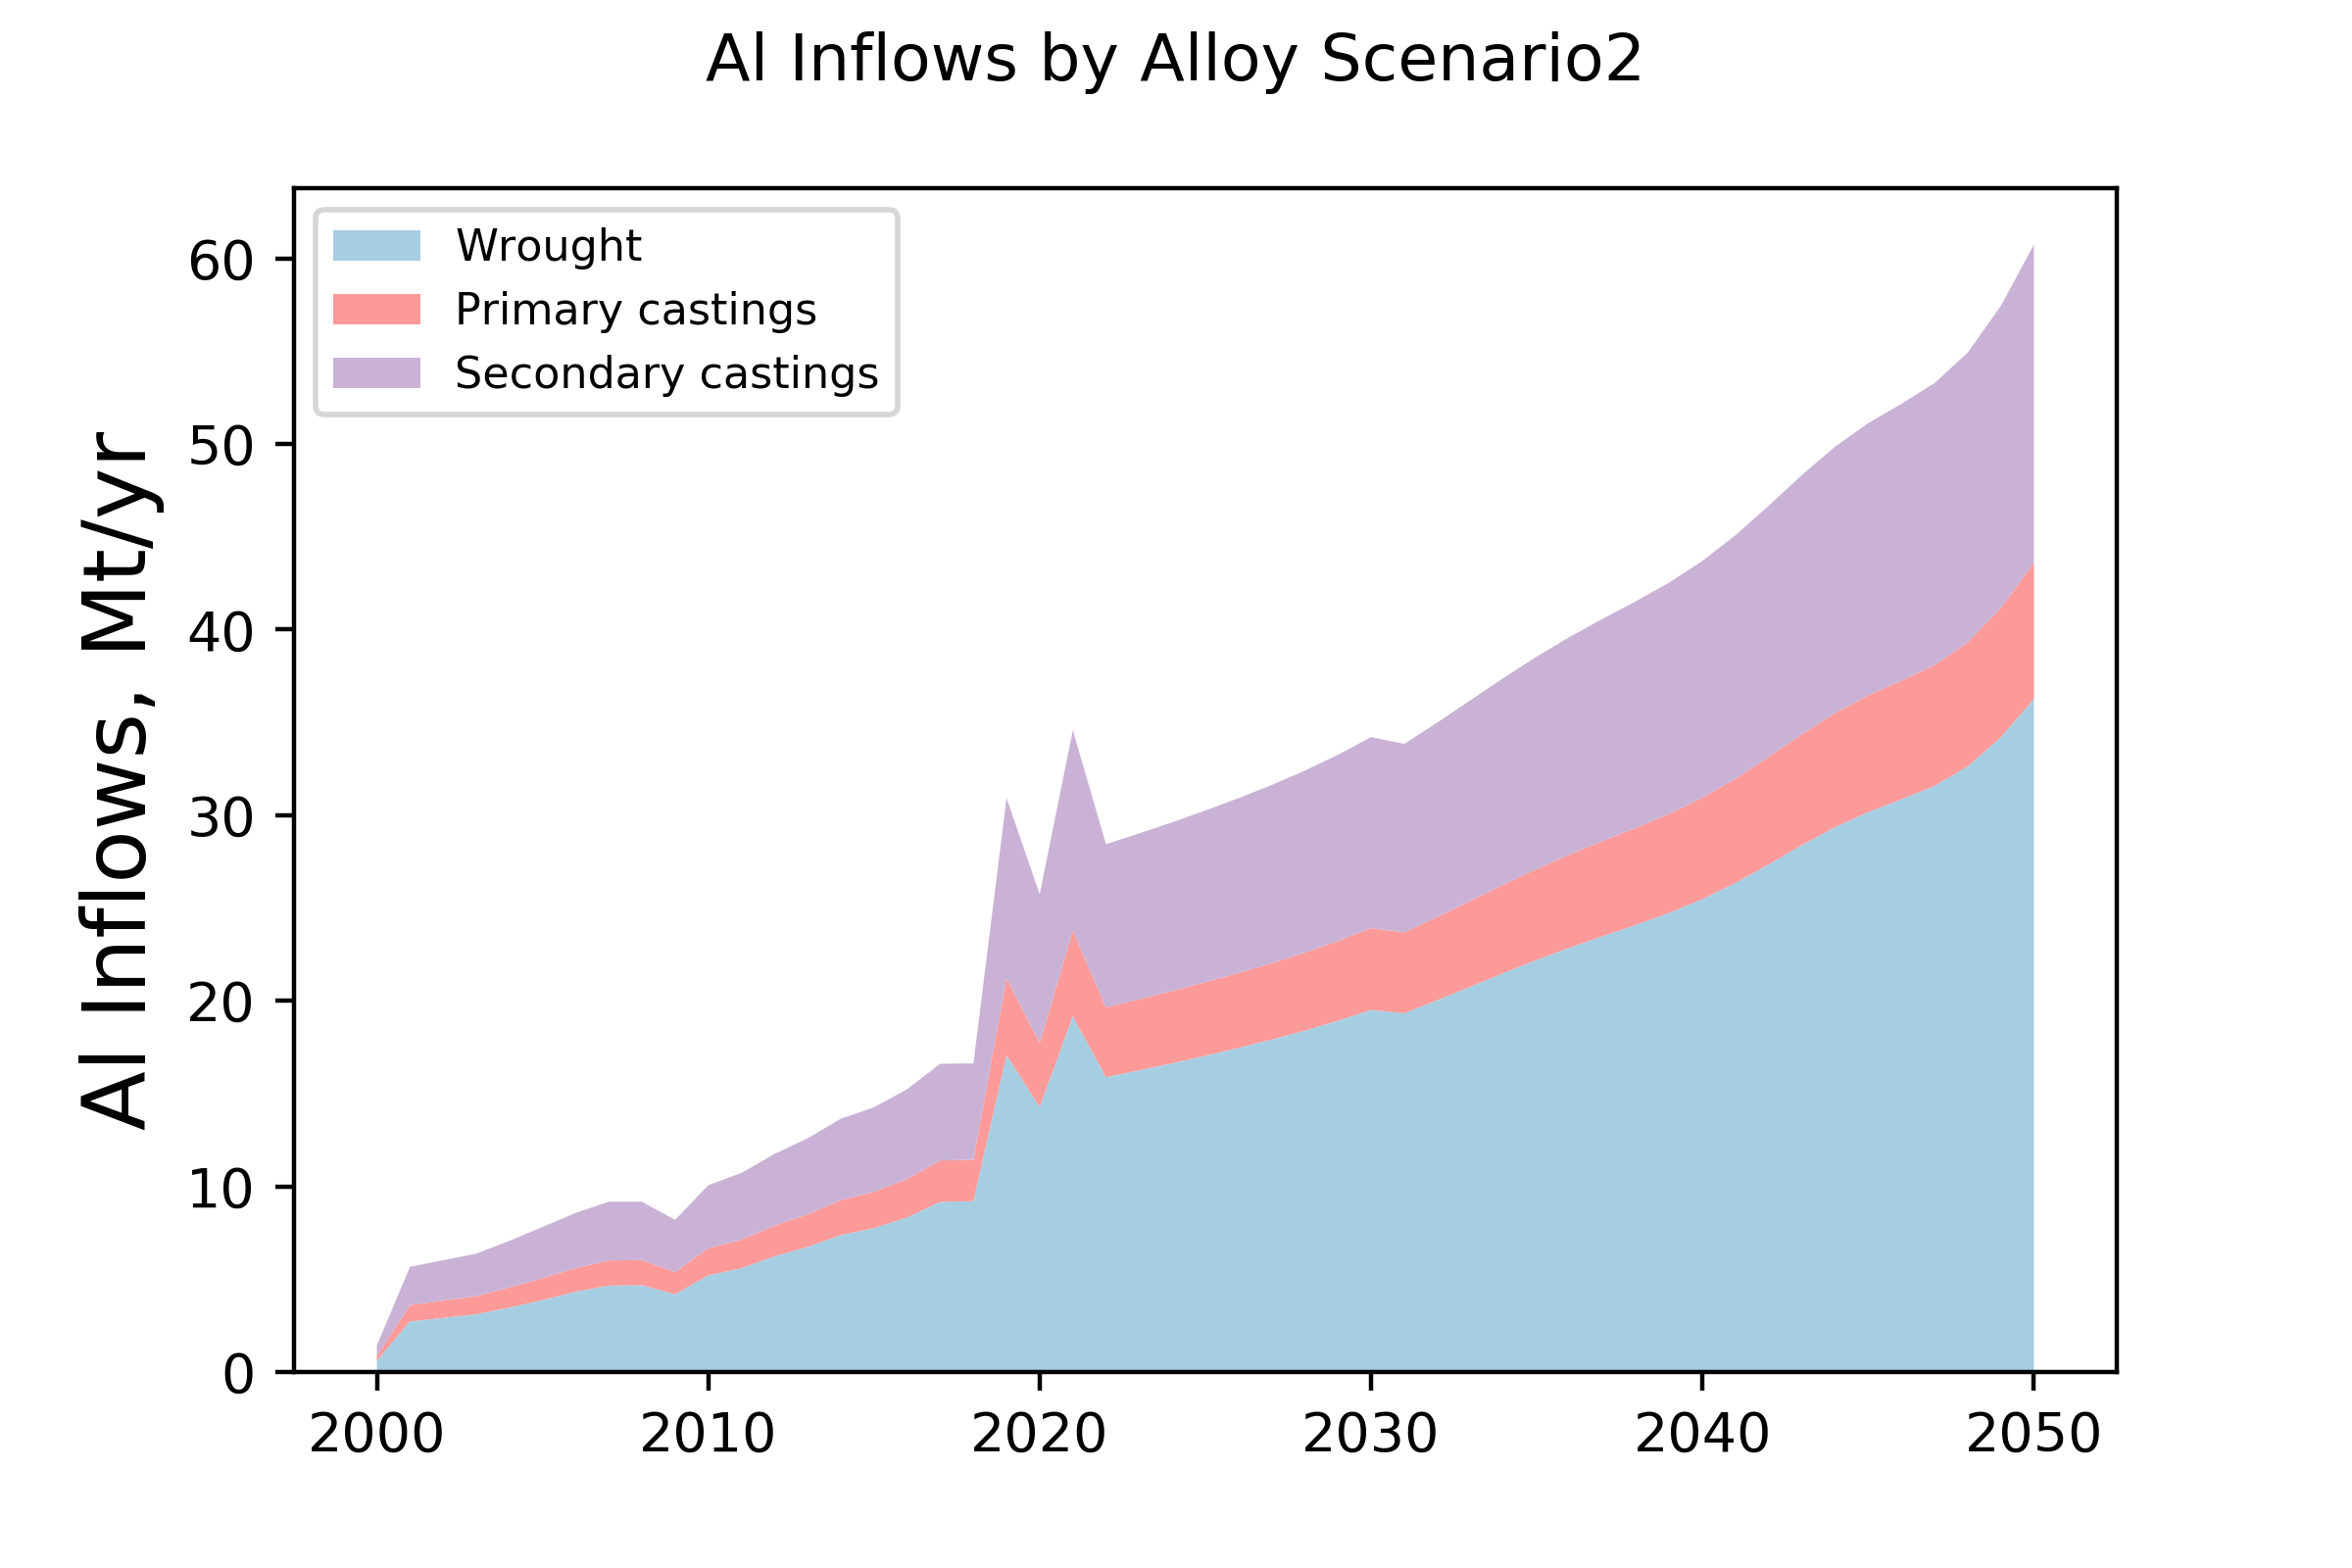 Al Inflows by Alloy Scenario2
Al Inflows, Mt/yr
60
50
40
30
20
10
0
Wrought
Primary castings
Secondary castings
2000 2010 2020 2030 2040 2050